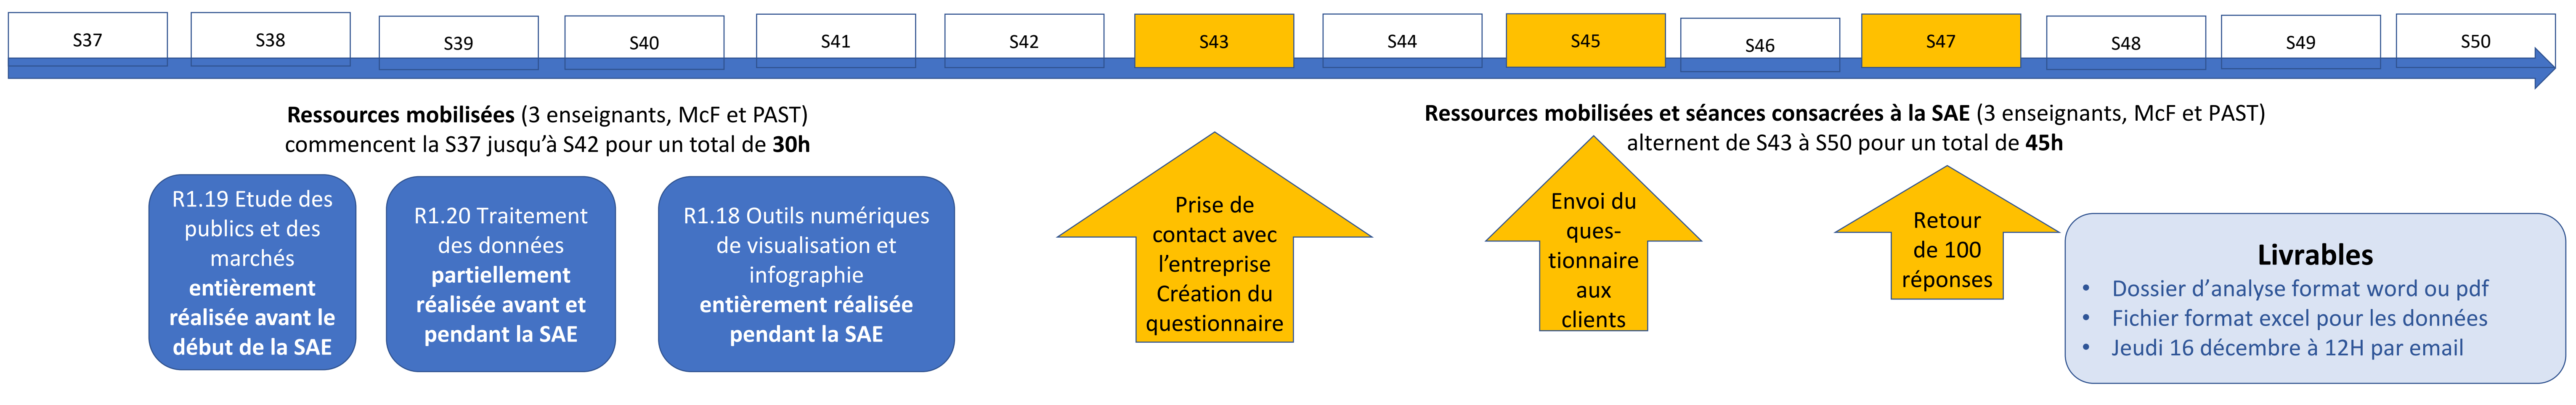 S37
S38
S39
S40
S41
S42
S43
S44
S45
S46
S47
S48
S49
S50
Ressources mobilisées (3 enseignants, McF et PAST)
commencent la S37 jusqu’à S42 pour un total de 30h
Ressources mobilisées et séances consacrées à la SAE (3 enseignants, McF et PAST)
alternent de S43 à S50 pour un total de 45h
R1.19 Etude des
publics et des
marchés
entièrement
réalisée avant le
début de la SAE
R1.20 Traitement
des données
partiellement
réalisée avant et
pendant la SAE
R1.18 Outils numériques
de visualisation et
infographie
entièrement réalisée
pendant la SAE
Prise de
contact avec
l’entreprise
Création du
questionnaire
Envoi du
ques-
tionnaire
aux
clients
Retour
de 100
réponses
Livrables
• Dossier d’analyse format word ou pdf
• Fichier format excel pour les données
• Jeudi 16 décembre à 12H par email